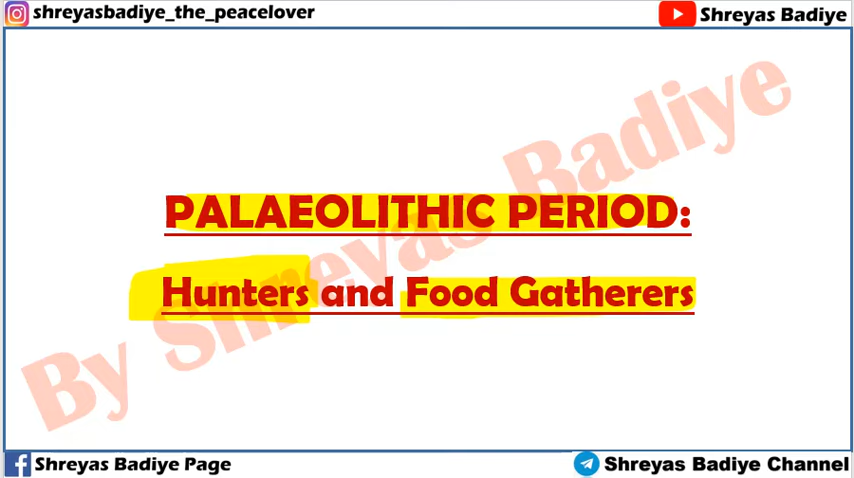 shreyasbadiye_the_peacelover
Shreyas Badiye
PALAEOLITHIC PERIOD:
Hunters and Food Gatherers
By Shreyas Badiye
Shreyas Badiye Page
Shreyas Badiye Channel